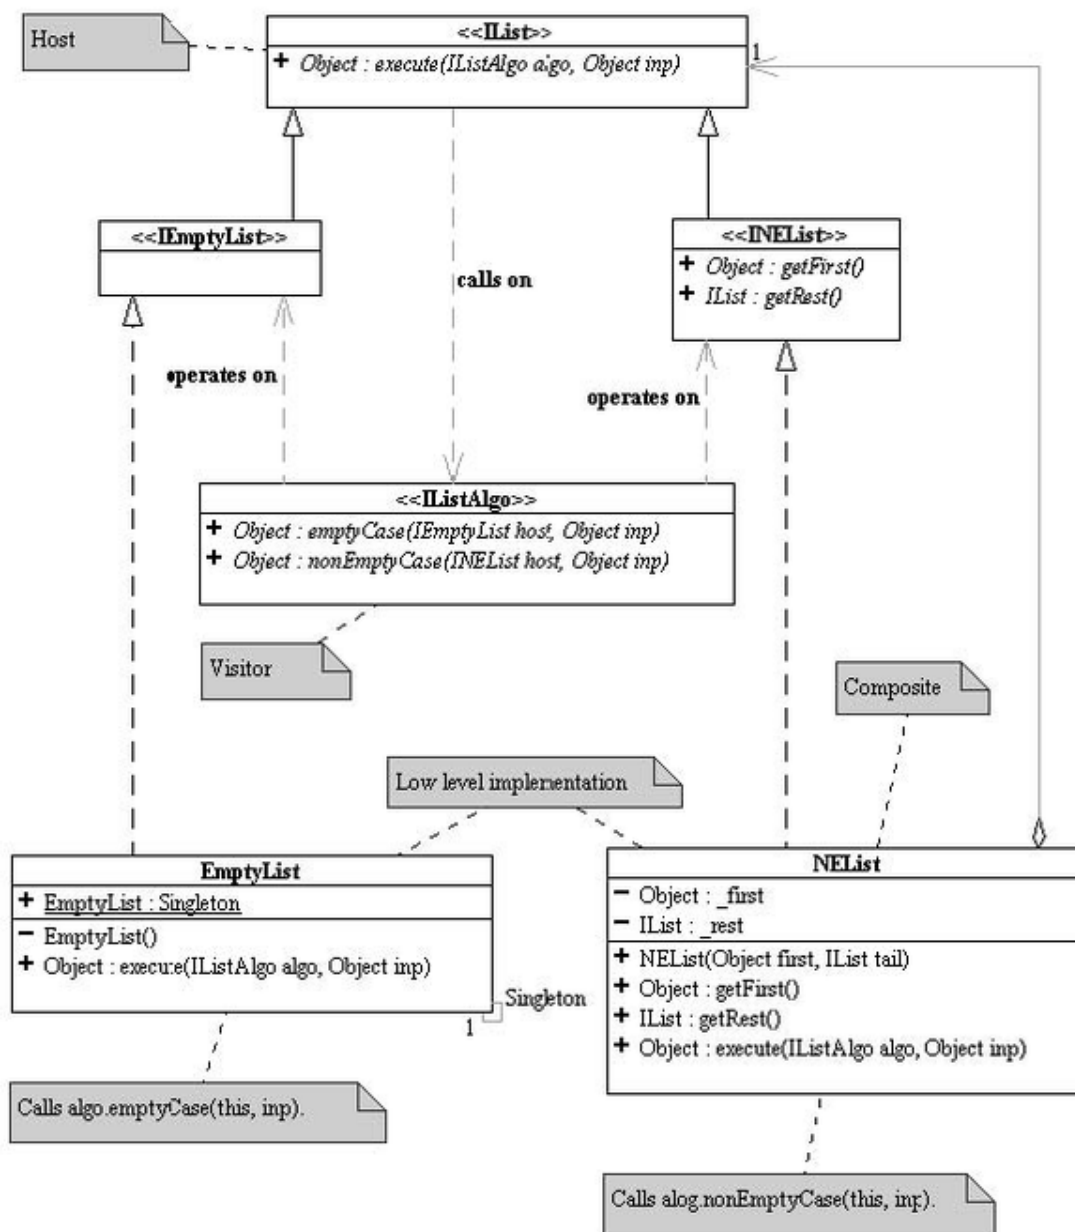 Host
<<IList>>
+ Object : execute(IListAlgo algo, Object inp)
1
<<IEmptyList>>
<<INEList>>
+ Object : getFirst()
+ IList : getRest()
calls on
operates on
operates on
<<IListAlgo>>
+ Object : emptyCase(IEmptyList host, Object inp)
+ Object : nonEmptyCase(INEList host, Object inp)
Visitor
Composite
Low level implementation
EmptyList
+ EmptyList : Singleton
- EmptyList()
+ Object : execute(IListAlgo algo, Object inp)
Singleton
1
NEList
- Object : _first
- IList : _rest
+ NEList(Object first, IList tail)
+ Object : getFirst()
+ IList : getRest()
+ Object : execute(IListAlgo algo, Object inp)
Calls algo.emptyCase(this, inp).
Calls alog.nonEmptyCase(this, inp).